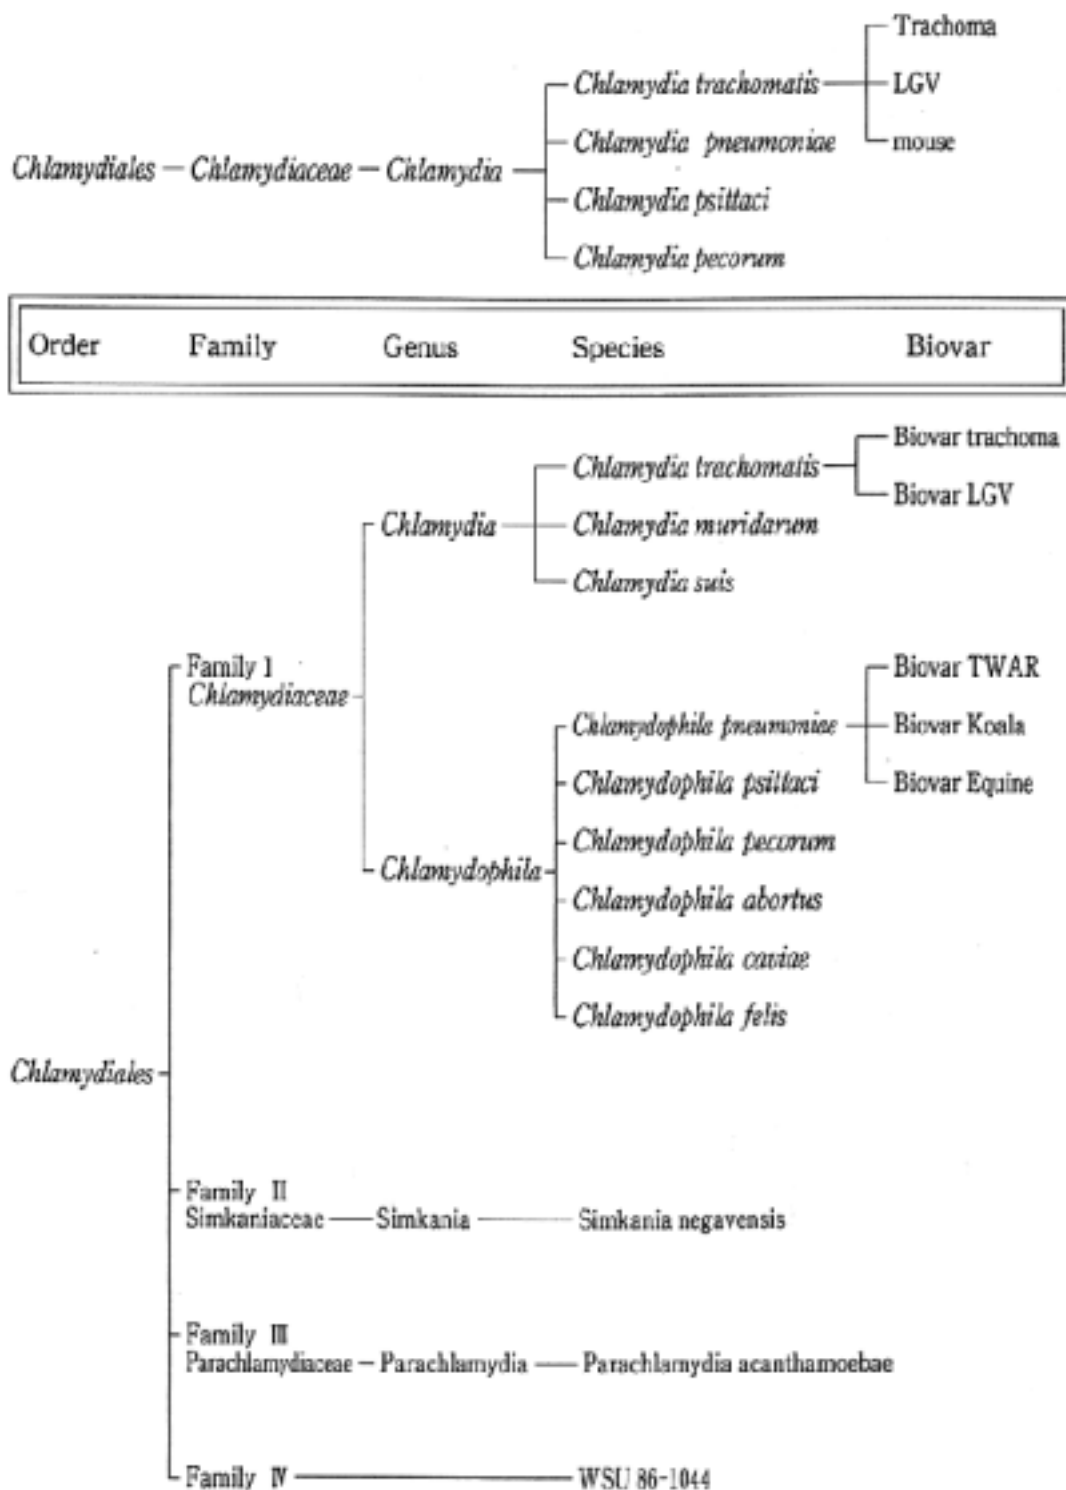 Trachoma
Chlamydia trachomatis LGV
Chlamydia pneumoniae mouse
Chlamydiales Chlamydiaceae Chlamydia
Chlamydia psittaci
Chlamydia pecorum
Order Family Genus Species Biovar
Biovar trachoma
Chlamydia trachomatis
Biovar LGV
Chlamydia Chlamydia muridarum
Chlamydia suis
Family I Biovar TWAR
Chlamydiaceae
Chlamydophila pneumoniae Biovar Koala
Chlamydophila psittaci Biovar Equine
Chlamydophila pecorum
Chlamydophila
Chlamydophila abortus
Chlamydophila caviae
Chlamydophila felis
Chlamydiales
Family II
Simkaniaceae Simkania Simkania negavensis
Family III
Parachlamydiaceae Parachlamydia Parachlamydia acanthamoebae
Family IV WSU 86-1044